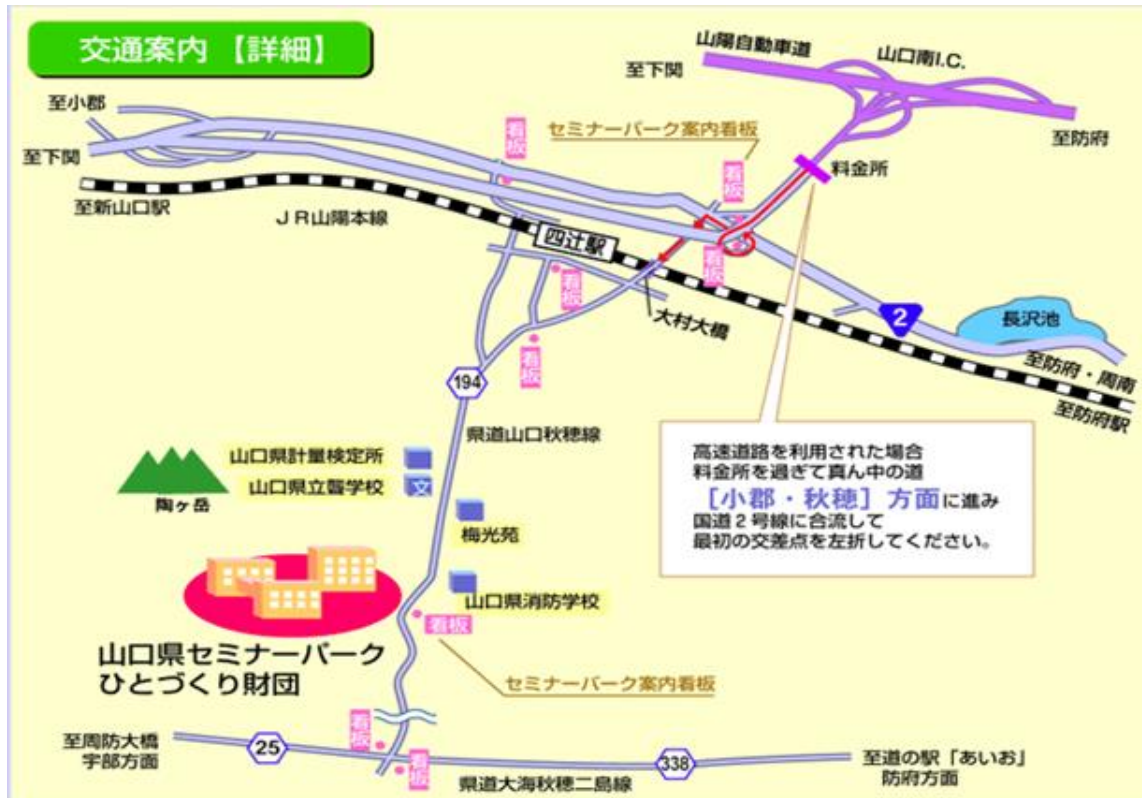 交通案内【詳細】
山陽自動車道
山口南I.C.
至下関
至防府
至小郡
至下関
至新山口駅
JR山陽本線
看板
セミナーパーク案内看板
看板
料金所
四辻駅
看板
看板
大村大橋
看板
2
長沢池
至防府・周南
至防府駅
194
県道山口秋穂線
高速道路を利用された場合
料金所を過ぎて真ん中の道
［小郡・秋穂］方面に進み
国道２号線に合流して
最初の交差点を左折してください。
陶ヶ岳
山口県計量検定所
山口県立聾学校
文
梅光苑
山口県消防学校
看板
山口県セミナーパーク
ひとづくり財団
セミナーパーク案内看板
至周防大橋
宇部方面
25
看板
看板
県道大海秋穂二島線
338
至道の駅「あいお」
防府方面